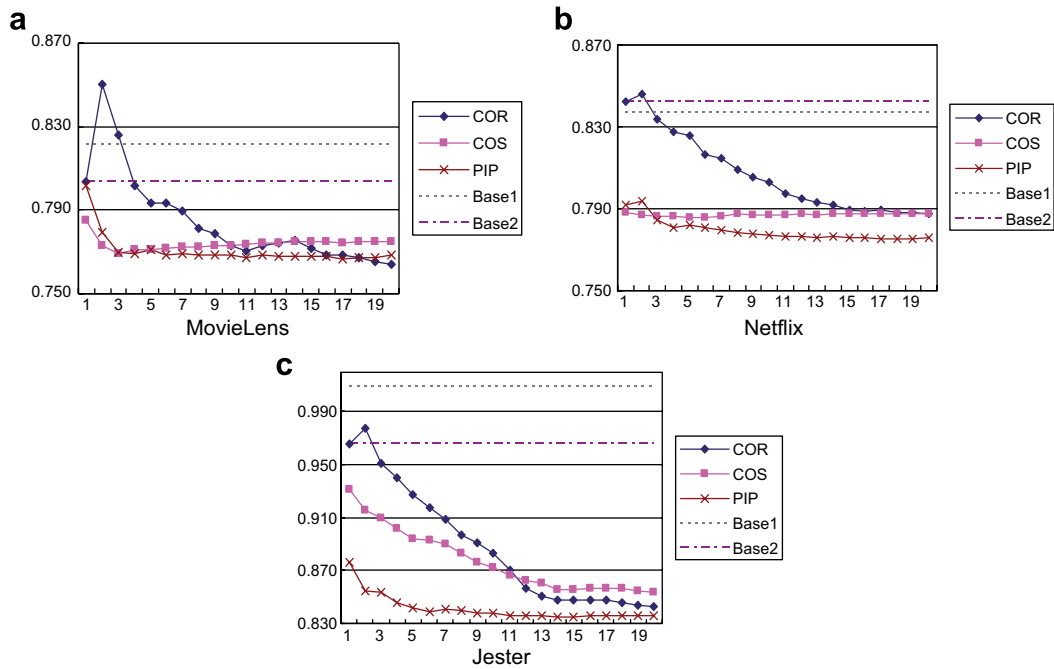 a
0.870
0.830
0.790
0.750
1 3 5 7 9 11 13 15 17 19
MovieLens
COR
COS
PIP
Base1
Base2
b
0.870
0.830
0.790
0.750
1 3 5 7 9 11 13 15 17 19
Netflix
COR
COS
PIP
Base1
Base2
c
0.990
0.950
0.910
0.870
0.830
1 3 5 7 9 11 13 15 17 19
Jester
COR
COS
PIP
Base1
Base2